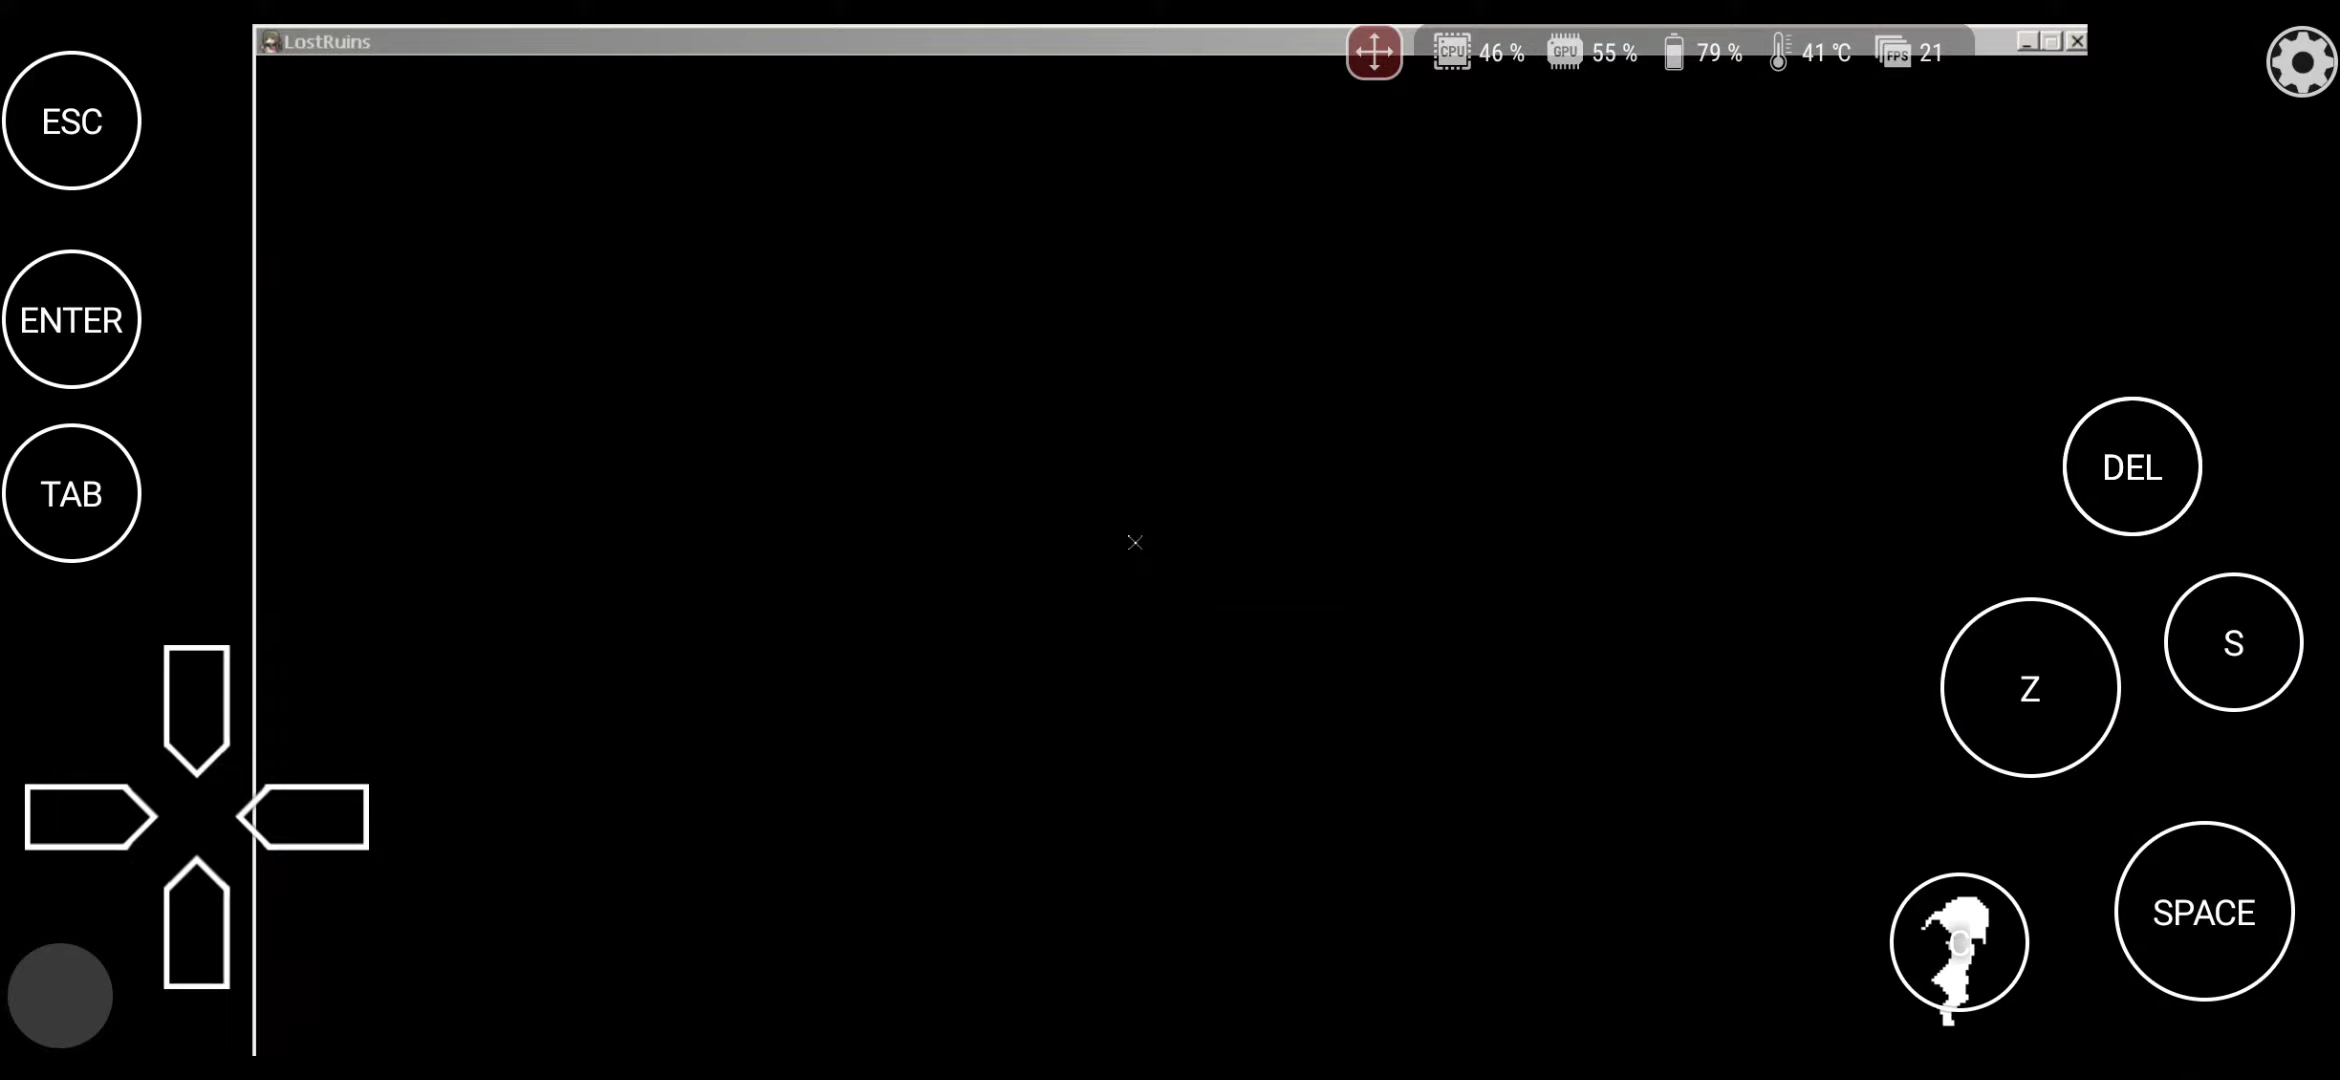 LostRuins
CPU 46 % GPU 55 % 79 % 41 °C FPS 21
ESC
ENTER
TAB
DEL
S
Z
C
SPACE